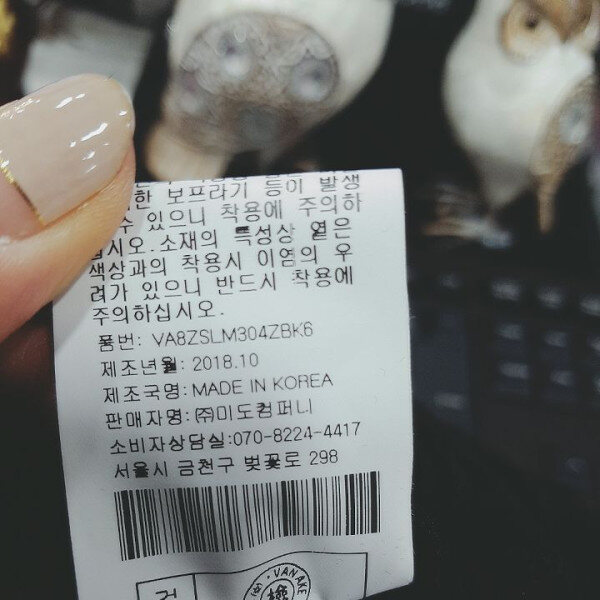 한 보프라기 등이 발생
수 있으니 착용에 주의하
십시오.소재의 특성상 옅은
색상과의 착용시 이염의 우
려가 있으니 반드시 착용에
주의하십시오.
품번: VA8ZSLM304ZBK6
제조년월: 2018.10
제조국명: MADE IN KOREA
판매자명: ㈜미도컴퍼니
소비자상담실:070-8224-4417
서울시 금천구 벚꽃로 298
VANAKE
檢